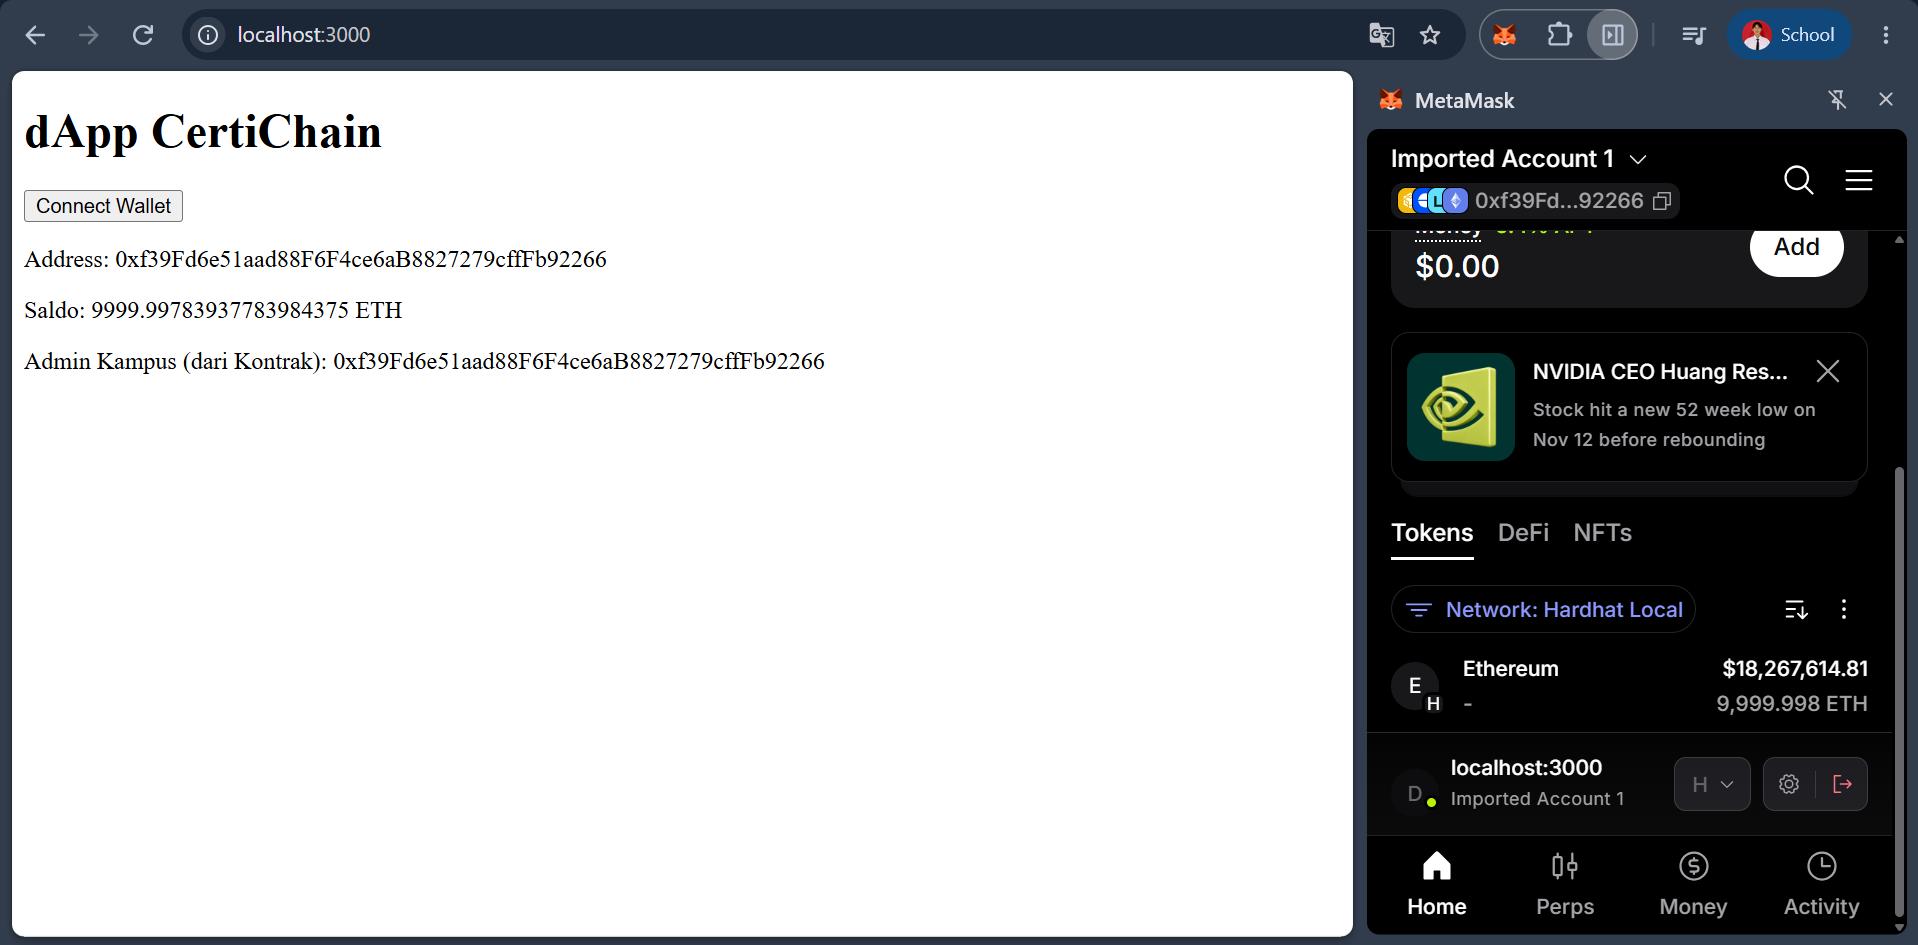 localhost:3000
School
dApp CertiChain
Connect Wallet
Address: 0xf39Fd6e51aad88F6F4ce6aB8827279cffFb92266
Saldo: 9999.99783937783984375 ETH
Admin Kampus (dari Kontrak): 0xf39Fd6e51aad88F6F4ce6aB8827279cffFb92266
MetaMask
Imported Account 1
L
0xf39Fd...92266
Money
$0.00
Add
NVIDIA CEO Huang Res...
Stock hit a new 52 week low on
Nov 12 before rebounding
Tokens DeFi NFTs
Network: Hardhat Local
E
H
Ethereum
$18,267,614.81
-
9,999.998 ETH
D
localhost:3000
Imported Account 1
H
Home
Perps
Money
Activity